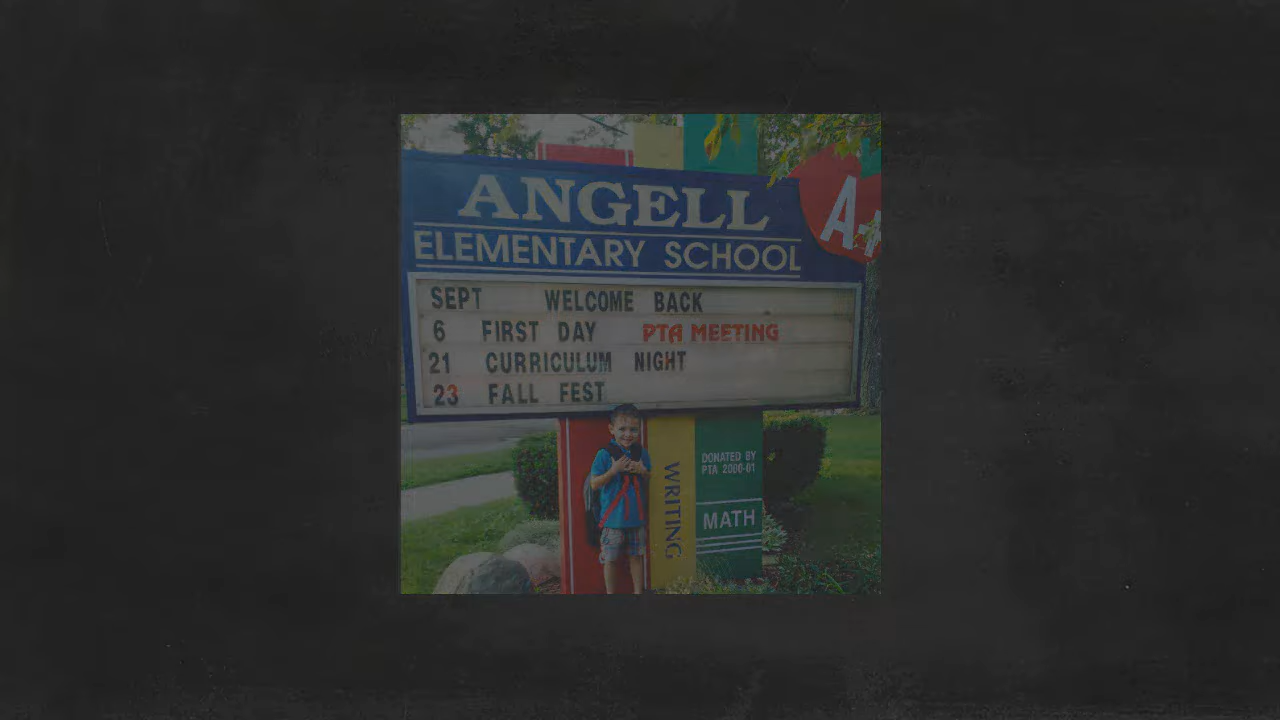 ANGELL
ELEMENTARY SCHOOL
A+
SEPT WELCOME BACK
6 FIRST DAY PTA MEETING
21 CURRICULUM NIGHT
23 FALL FEST
WRITING
DONATED BY
PTA 2000-01
MATH